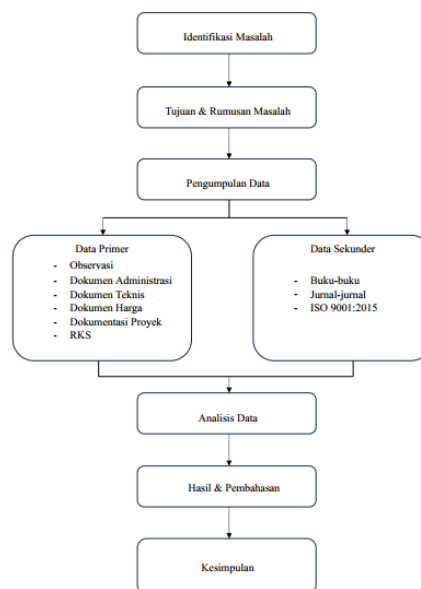 Identifikasi Masalah
Tujuan & Rumusan Masalah
Pengumpulan Data
Data Primer
- Observasi
- Dokumen Administrasi
- Dokumen Teknis
- Dokumen Harga
- Dokumentasi Proyek
- RKS
Data Sekunder
- Buku-buku
- Jurnal-jurnal
- ISO 9001:2015
Analisis Data
Hasil & Pembahasan
Kesimpulan